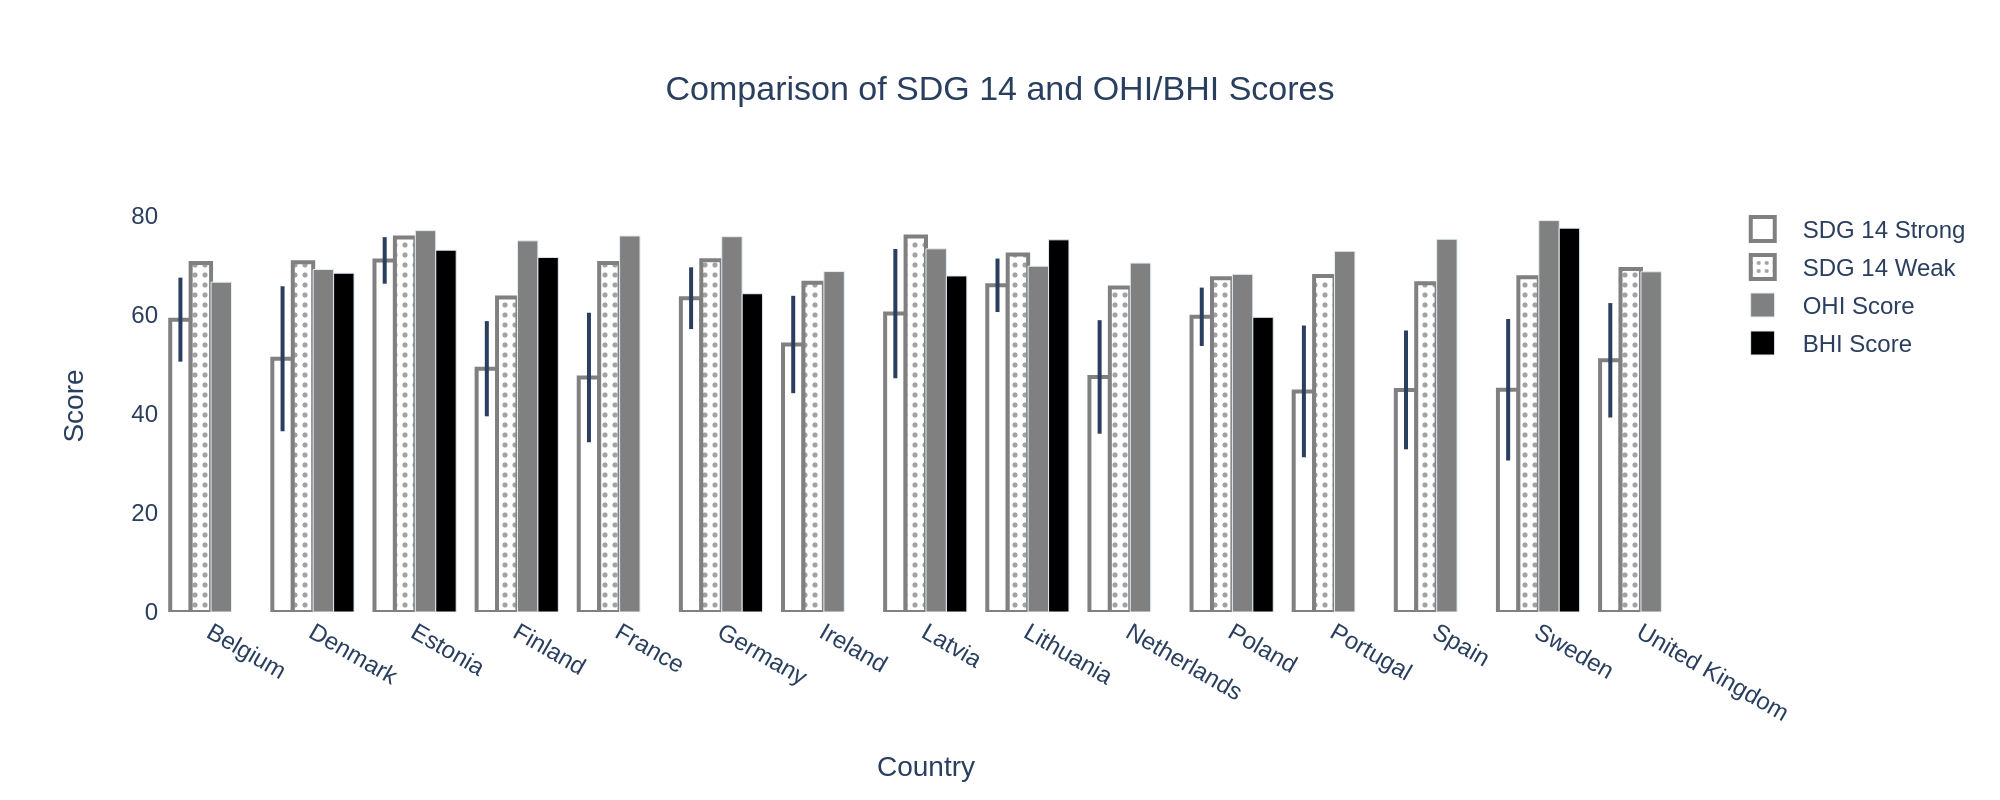 Comparison of SDG 14 and OHI/BHI Scores
80
60
40
20
0
Score
Belgium
Denmark
Estonia
Finland
France
Germany
Ireland
Latvia
Lithuania
Netherlands
Poland
Portugal
Spain
Sweden
United Kingdom
Country
SDG 14 Strong
SDG 14 Weak
OHI Score
BHI Score